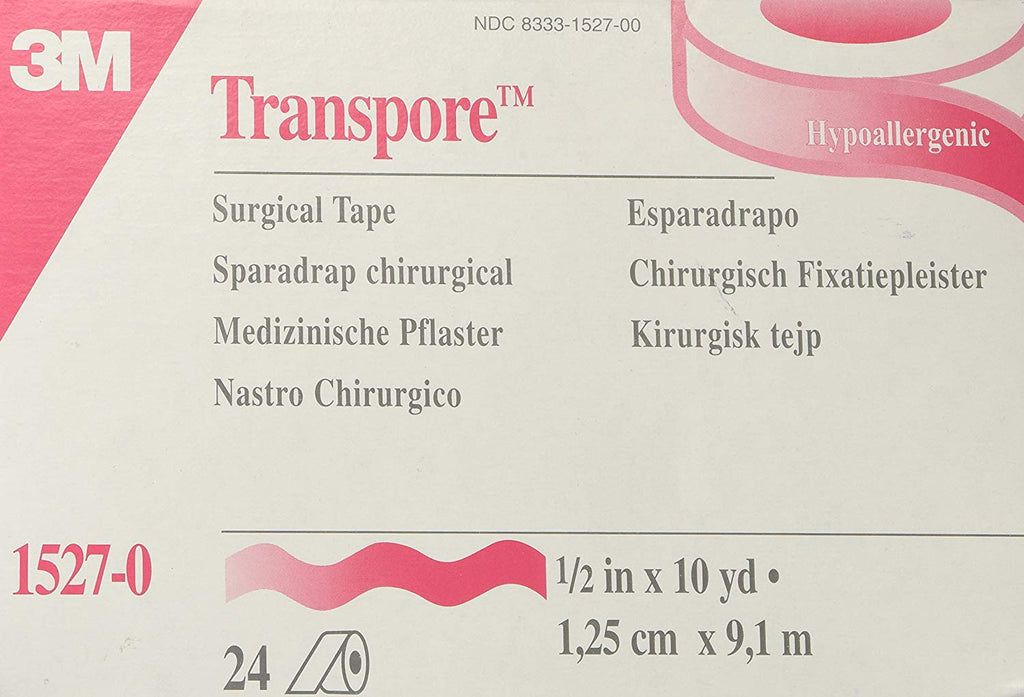 3M
NDC 8333-1527-00
Transpore™
Hypoallergenic
Surgical Tape
Sparadrap chirurgical
Medizinische Pflaster
Nastro Chirurgico
Esparadrapo
Chirurgisch Fixatiepleister
Kirurgisk tejp
1527-0
1/2 in x 10 yd •
1,25 cm x 9,1 m
24